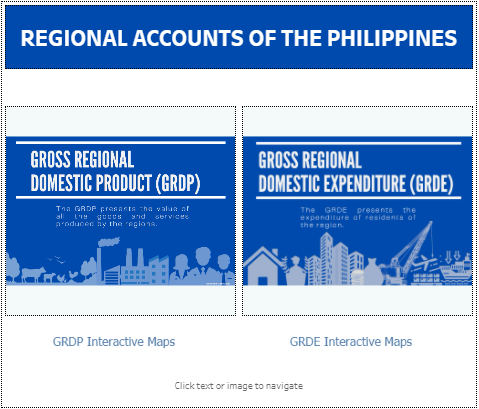 REGIONAL ACCOUNTS OF THE PHILIPPINES
GROSS REGIONAL
DOMESTIC PRODUCT (GRDP)
The GRDP presents the value of
all the goods and services
produced by the regions.
GROSS REGIONAL
DOMESTIC EXPENDITURE (GRDE)
The GRDE presents the
expenditure of residents of
the region.
GRDP Interactive Maps
GRDE Interactive Maps
Click text or image to navigate